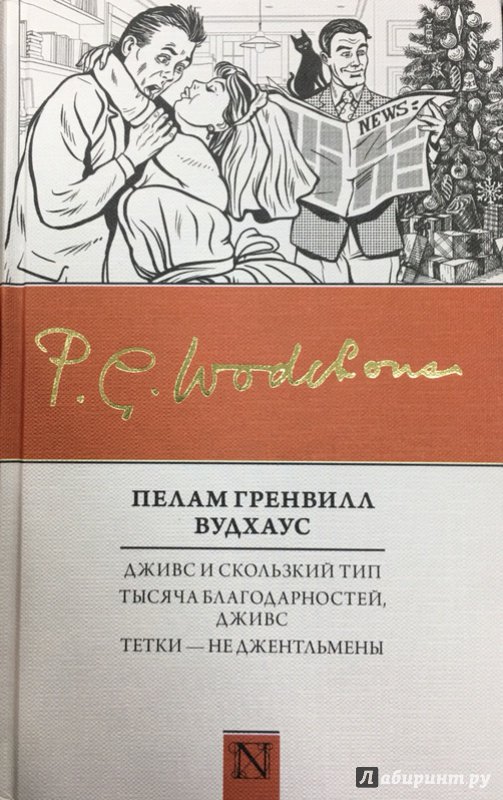 NEWS
P. G. Wodehouse
ПЕЛАМ ГРЕНВИЛЛ
ВУДХАУС
ДЖИВС И СКОЛЬЗКИЙ ТИП
ТЫСЯЧА БЛАГОДАРНОСТЕЙ,
ДЖИВС
ТЕТКИ — НЕ ДЖЕНТЛЬМЕНЫ
N
Лабиринт.ру